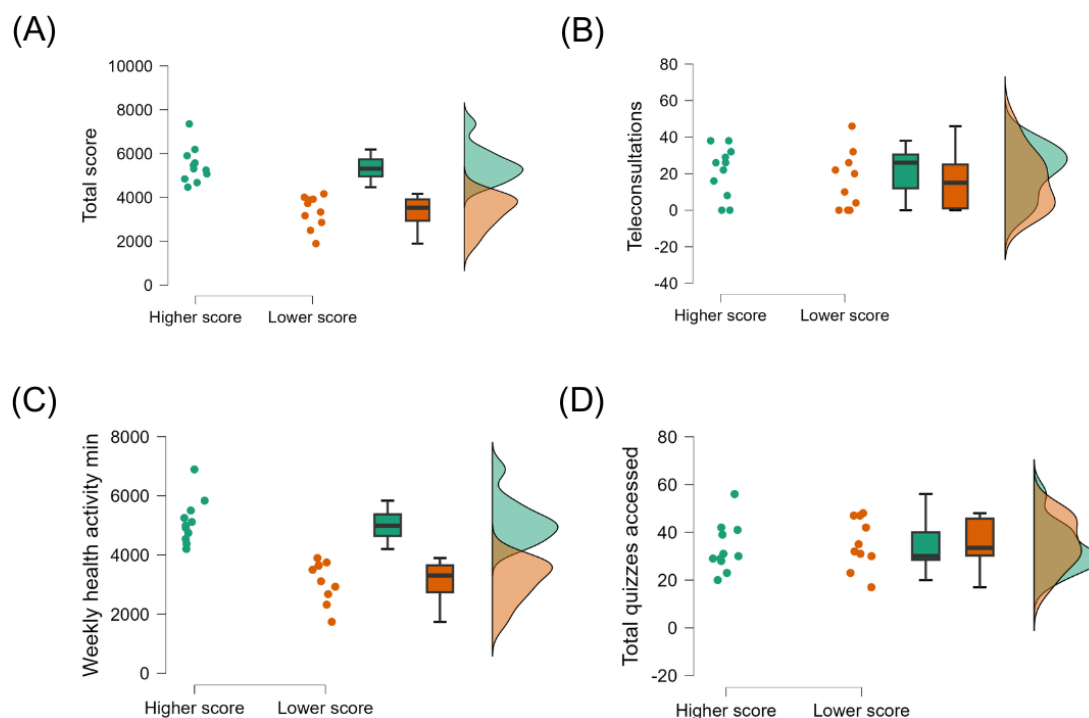 (A)
Total score
10000
8000
6000
4000
2000
0
Higher score
Lower score
(B)
Teleconsultations
80
60
40
20
0
-20
-40
Higher score
Lower score
(C)
Weekly health activity min
8000
6000
4000
2000
0
Higher score
Lower score
(D)
Total quizzes accessed
80
60
40
20
0
-20
Higher score
Lower score